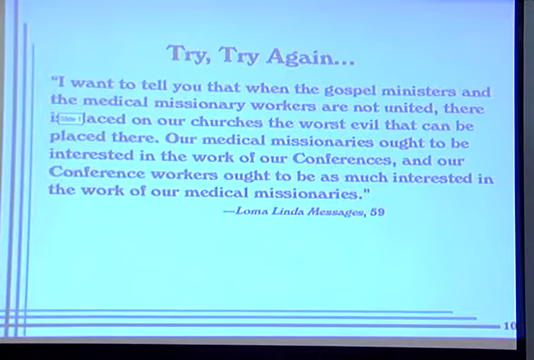 Try, Try Again...
"I want to tell you that when the gospel ministers and
the medical missionary workers are not united, there
laced on our churches the worst evil that can be
placed there. Our medical missionaries ought to be
interested in the work of our Conferences, and our
Conference workers ought to be as much interested in
the work of our medical missionaries."
—Loma Linda Messages, 59
10